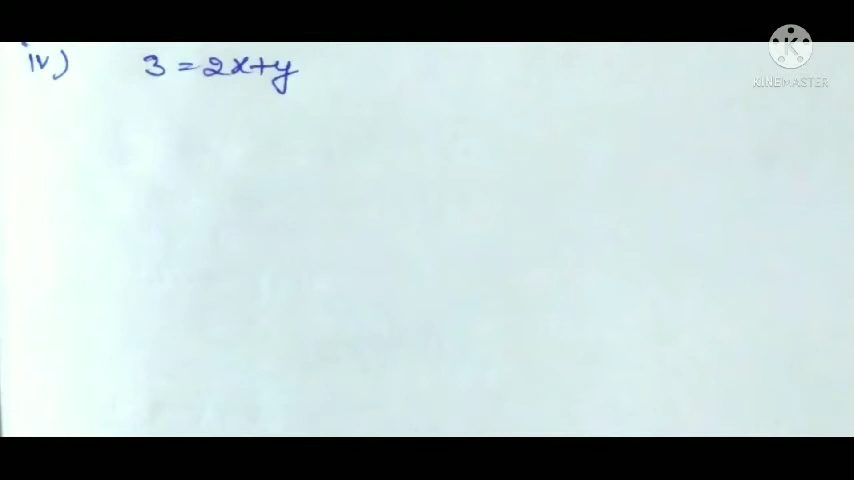 iv) 3 = 2x+y
KINEMASTER